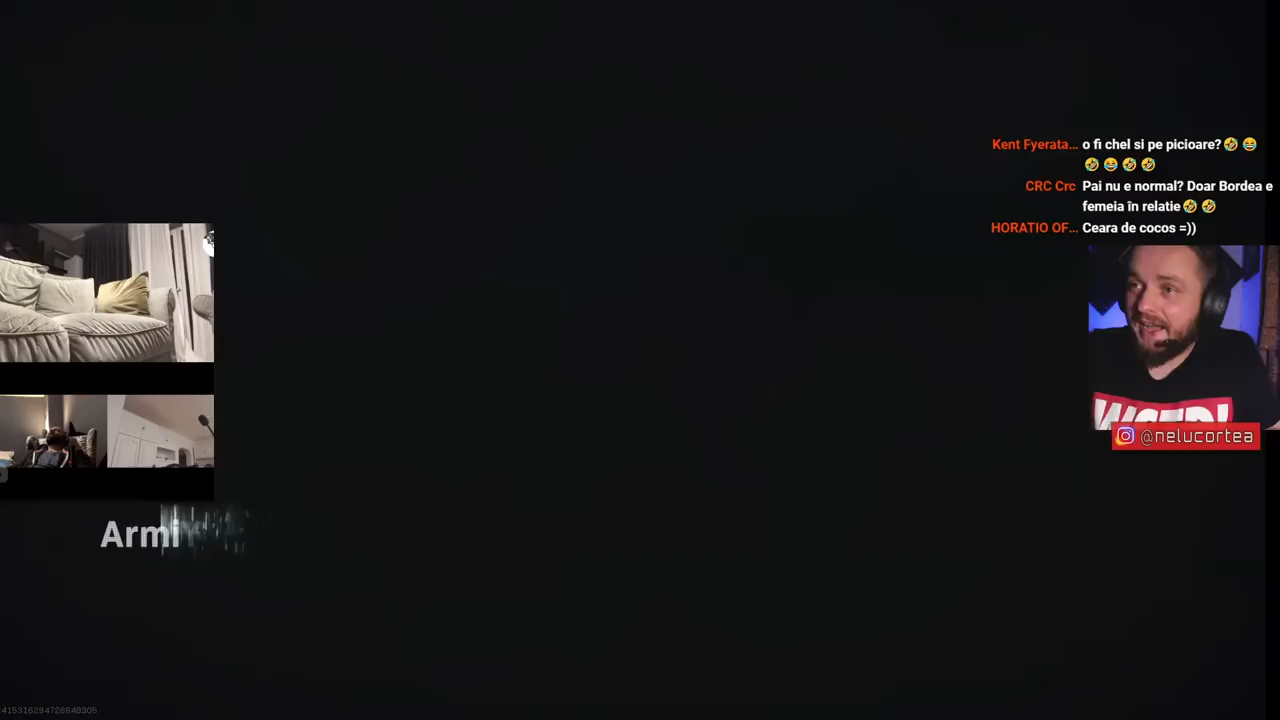 Kent Fyerata... o fi chel si pe picioare?🤣😂
🤣😂🤣🤣
CRC Crc Pai nu e normal? Doar Bordea e
femeia în relatie🤣🤣
HORATIO OF... Ceara de cocos =))
@nelucortea
Armi
415316294726849305